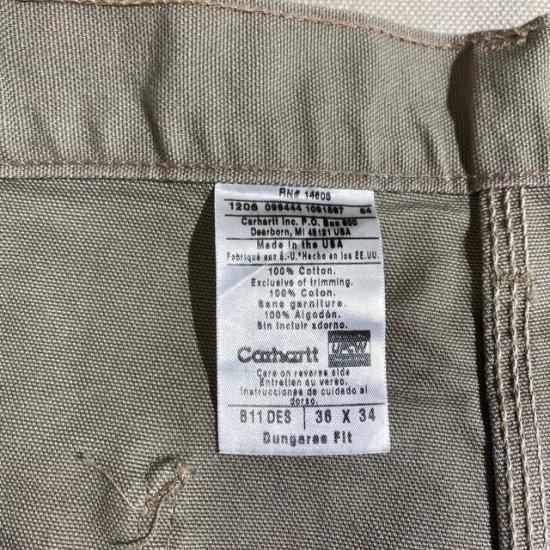 RN# 14806
1206 099444 1091897 64
Carhartt Inc. P.O. Box 600
Dearborn, MI 48121 USA
Made in the USA
Fabriqué aux É.-U.*Hecho en los EE.UU.
100% Cotton.
Exclusive of trimming.
100% Coton.
Sans garniture.
100% Algodón.
Sin incluir adorno.
Carhartt
Care on reverse side
Entretien au verso.
Instrucciones de cuidado al
dorso.
B11 DES 36 X 34
Dungaree Fit